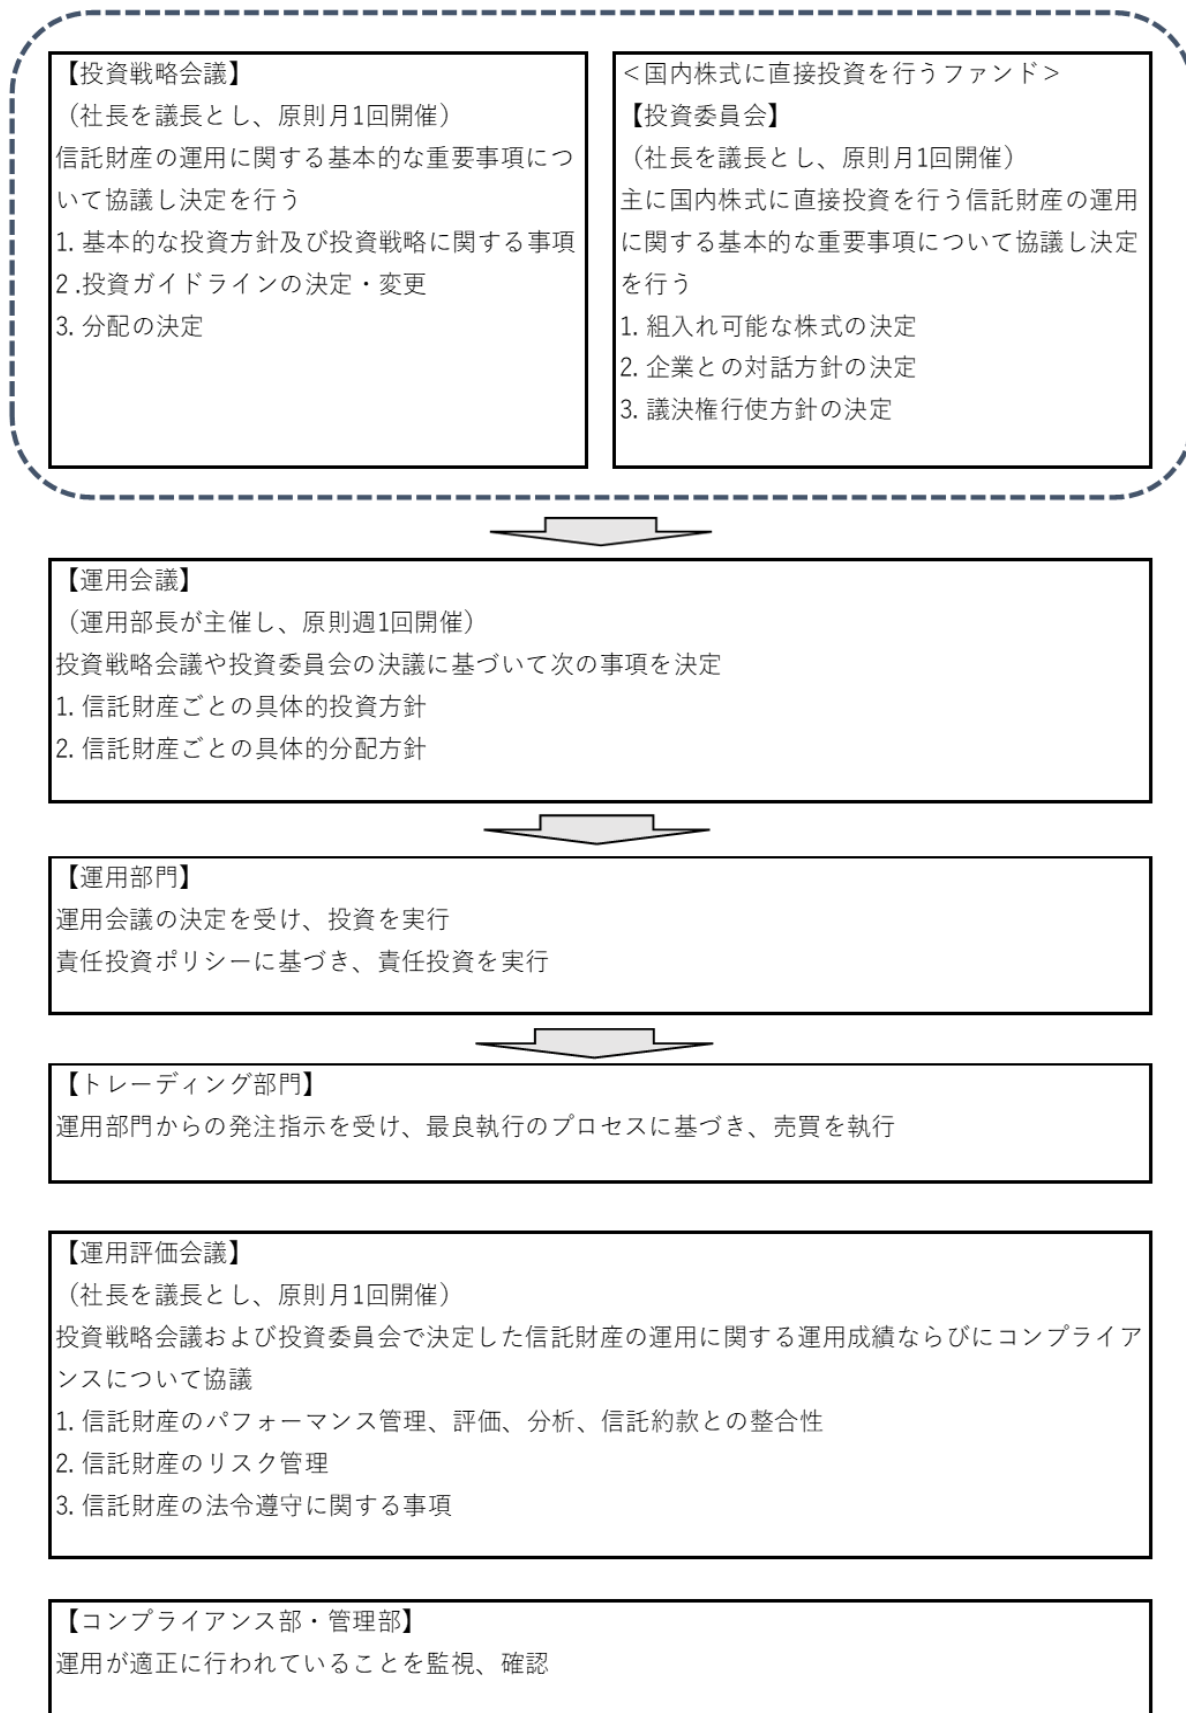 【投資戦略会議】
（社長を議長とし、原則月1回開催）
信託財産の運用に関する基本的な重要事項につ
いて協議し決定を行う
1. 基本的な投資方針及び投資戦略に関する事項
2 .投資ガイドラインの決定・変更
3. 分配の決定
＜国内株式に直接投資を行うファンド＞
【投資委員会】
（社長を議長とし、原則月1回開催）
主に国内株式に直接投資を行う信託財産の運用
に関する基本的な重要事項について協議し決定
を行う
1. 組入れ可能な株式の決定
2. 企業との対話方針の決定
3. 議決権行使方針の決定
【運用会議】
（運用部長が主催し、原則週1回開催）
投資戦略会議や投資委員会の決議に基づいて次の事項を決定
1. 信託財産ごとの具体的投資方針
2. 信託財産ごとの具体的分配方針
【運用部門】
運用会議の決定を受け、投資を実行
責任投資ポリシーに基づき、責任投資を実行
【トレーディング部門】
運用部門からの発注指示を受け、最良執行のプロセスに基づき、売買を執行
【運用評価会議】
（社長を議長とし、原則月1回開催）
投資戦略会議および投資委員会で決定した信託財産の運用に関する運用成績ならびにコンプライア
ンスについて協議
1. 信託財産のパフォーマンス管理、評価、分析、信託約款との整合性
2. 信託財産のリスク管理
3. 信託財産の法令遵守に関する事項
【コンプライアンス部・管理部】
運用が適正に行われていることを監視、確認